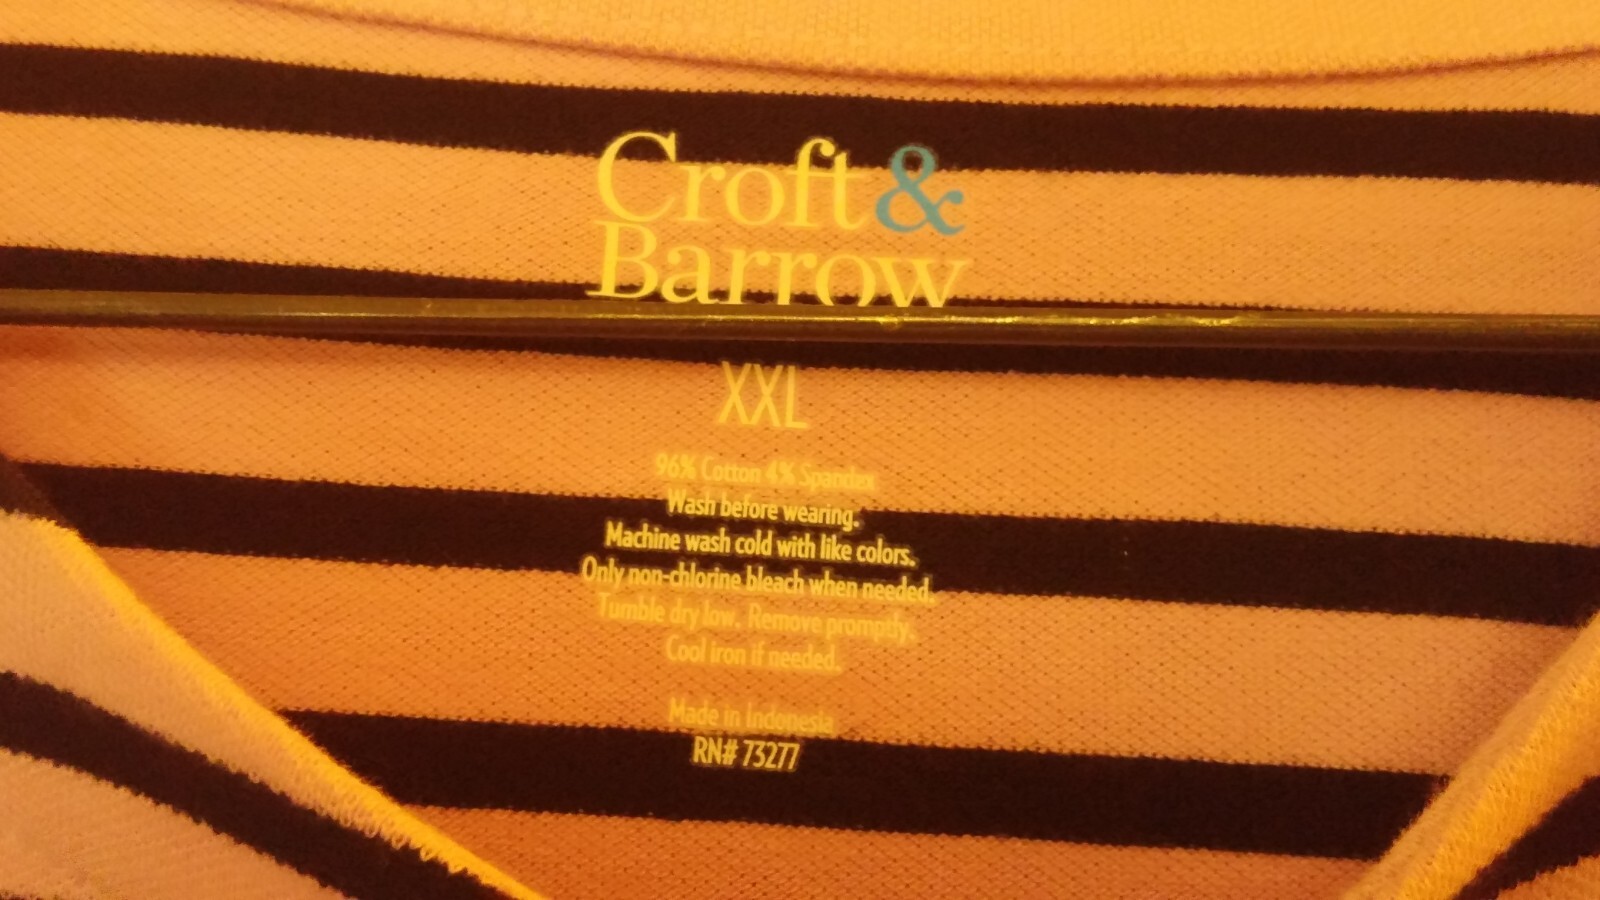 Croft &
Barrow
XXL
96% Cotton 4% Spandex
Wash before wearing.
Machine wash cold with like colors.
Only non-chlorine bleach when needed.
Tumble dry low. Remove promptly.
Cool iron if needed.
Made in Indonesia
RN# 73277